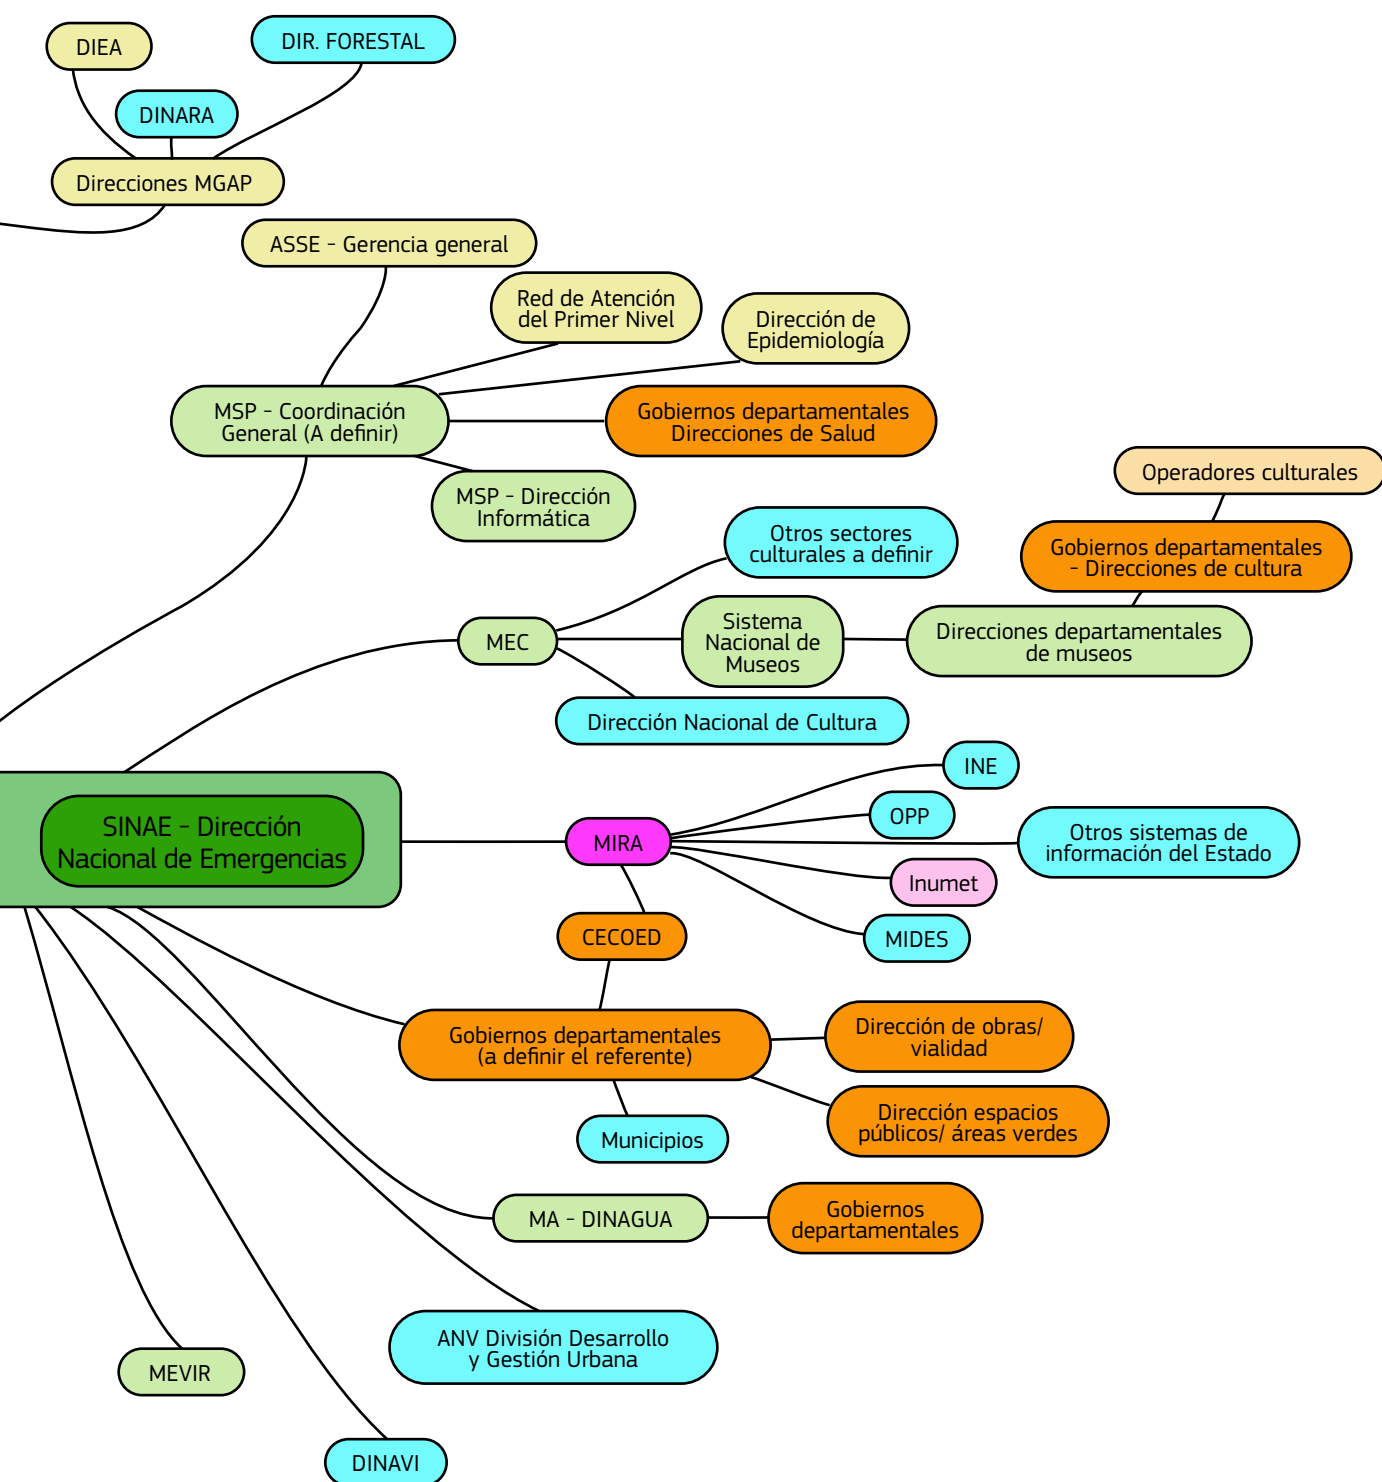 DIEA
DIR. FORESTAL
DINARA
Direcciones MGAP
ASSE - Gerencia general
Red de Atención
del Primer Nivel
Dirección de
Epidemiología
MSP - Coordinación
General (A definir)
Gobiernos departamentales
Direcciones de Salud
MSP - Dirección
Informática
Operadores culturales
Gobiernos departamentales
- Direcciones de cultura
Otros sectores
culturales a definir
MEC
Sistema
Nacional de
Museos
Direcciones departamentales
de museos
Dirección Nacional de Cultura
SINAE - Dirección
Nacional de Emergencias
MIRA
INE
OPP
Otros sistemas de
información del Estado
Inumet
MIDES
CECOED
Gobiernos departamentales
(a definir el referente)
Dirección de obras/
vialidad
Dirección espacios
públicos/ áreas verdes
Municipios
MA - DINAGUA
Gobiernos
departamentales
ANV División Desarrollo
y Gestión Urbana
MEVIR
DINAVI